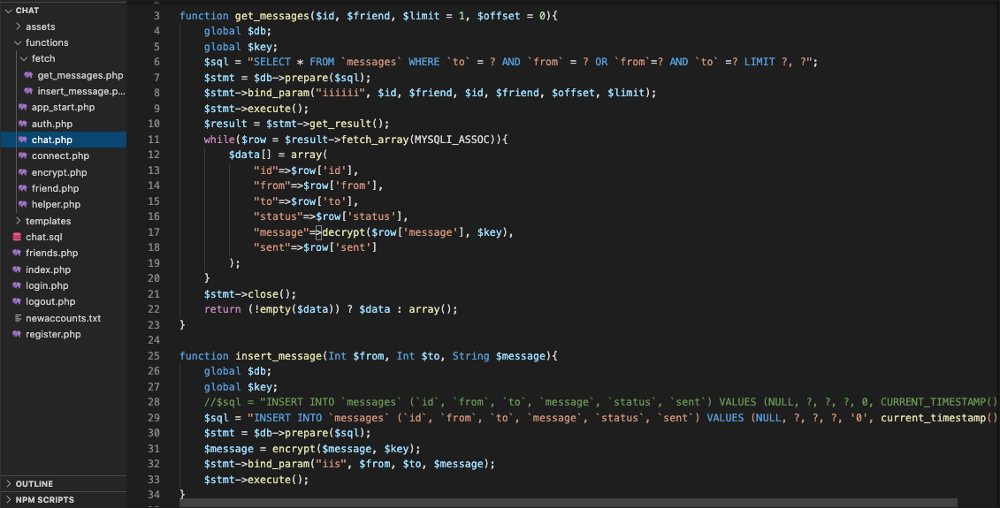 CHAT
assets
functions
fetch
get_messages.php
insert_message.p...
app_start.php
auth.php
chat.php
connect.php
encrypt.php
friend.php
helper.php
templates
chat.sql
friends.php
index.php
login.php
logout.php
newaccounts.txt
register.php
OUTLINE
NPM SCRIPTS
3 function get_messages($id, $friend, $limit = 1, $offset = 0){
4 global $db;
5 global $key;
6 $sql = "SELECT * FROM `messages` WHERE `to` = ? AND `from` = ? OR `from`=? AND `to` =? LIMIT ?, ?";
7 $stmt = $db->prepare($sql);
8 $stmt->bind_param("iiiiii", $id, $friend, $id, $friend, $offset, $limit);
9 $stmt->execute();
10 $result = $stmt->get_result();
11 while($row = $result->fetch_array(MYSQLI_ASSOC)){
12 $data[] = array(
13 "id"=>$row['id'],
14 "from"=>$row['from'],
15 "to"=>$row['to'],
16 "status"=>$row['status'],
17 "message"=>decrypt($row['message'], $key),
18 "sent"=>$row['sent']
19 );
20 }
21 $stmt->close();
22 return (!empty($data)) ? $data : array();
23 }
24
25 function insert_message(Int $from, Int $to, String $message){
26 global $db;
27 global $key;
28 //$sql = "INSERT INTO `messages` (`id`, `from`, `to`, `message`, `status`, `sent`) VALUES (NULL, ?, ?, ?, 0, CURRENT_TIMESTAMP()
29 $sql = "INSERT INTO `messages` (`id`, `from`, `to`, `message`, `status`, `sent`) VALUES (NULL, ?, ?, ?, '0', current_timestamp()
30 $stmt = $db->prepare($sql);
31 $message = encrypt($message, $key);
32 $stmt->bind_param("iis", $from, $to, $message);
33 $stmt->execute();
34 }